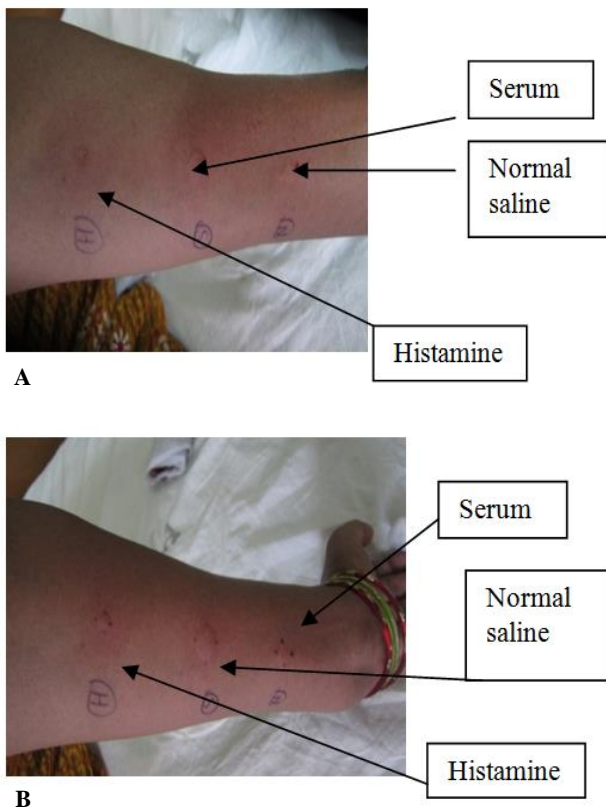 Serum
Normal
saline
H
S
Histamine
A
Serum
Normal
saline
H
S
Histamine
B